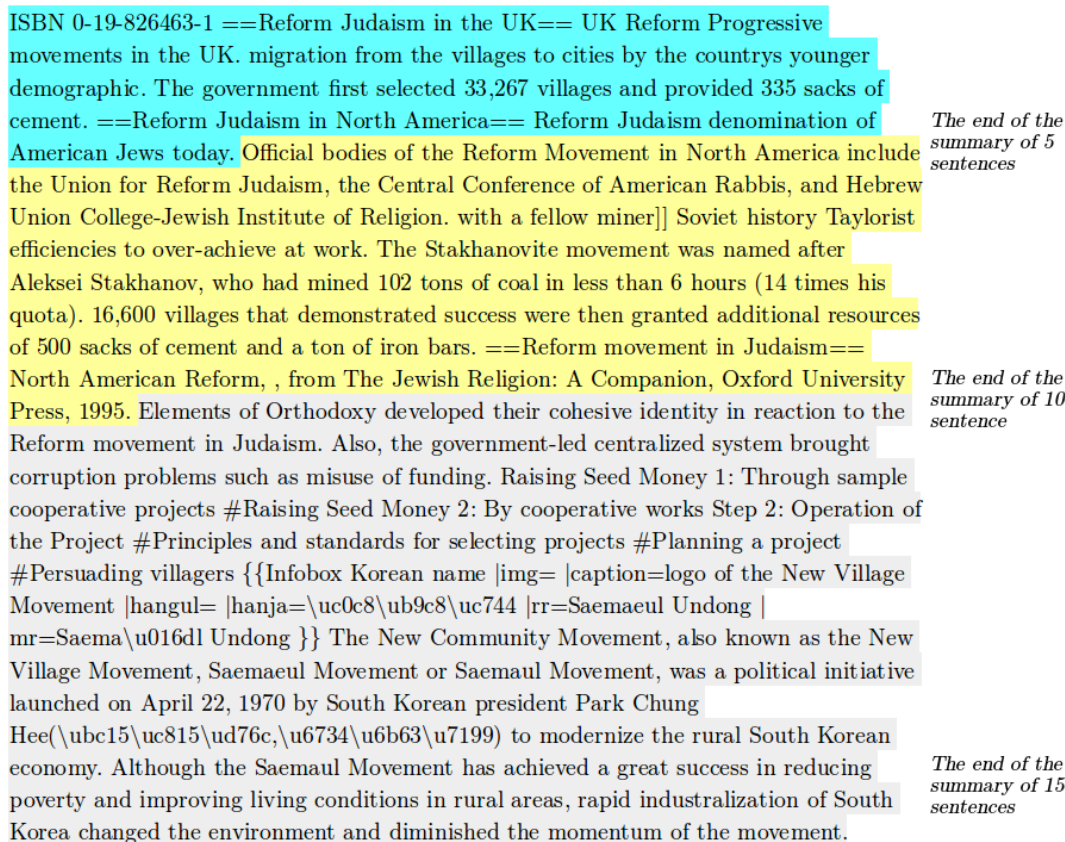 ISBN 0-19-826463-1 ==Reform Judaism in the UK== UK Reform Progressive
movements in the UK. migration from the villages to cities by the countrys younger
demographic. The government first selected 33,267 villages and provided 335 sacks of
cement. ==Reform Judaism in North America== Reform Judaism denomination of
American Jews today. Official bodies of the Reform Movement in North America include
the Union for Reform Judaism, the Central Conference of American Rabbis, and Hebrew
Union College-Jewish Institute of Religion. with a fellow miner]] Soviet history Taylorist
efficiencies to over-achieve at work. The Stakhanovite movement was named after
Aleksei Stakhanov, who had mined 102 tons of coal in less than 6 hours (14 times his
quota). 16,600 villages that demonstrated success were then granted additional resources
of 500 sacks of cement and a ton of iron bars. ==Reform movement in Judaism==
North American Reform, , from The Jewish Religion: A Companion, Oxford University
Press, 1995. Elements of Orthodoxy developed their cohesive identity in reaction to the
Reform movement in Judaism. Also, the government-led centralized system brought
corruption problems such as misuse of funding. Raising Seed Money 1: Through sample
cooperative projects #Raising Seed Money 2: By cooperative works Step 2: Operation of
the Project #Principles and standards for selecting projects #Planning a project
#Persuading villagers {{Infobox Korean name |img= |caption=logo of the New Village
Movement |hangul= |hanja=\uc0c8\ub9c8\uc744 |rr=Saemaeul Undong |
mr=Saema\u016dl Undong }} The New Community Movement, also known as the New
Village Movement, Saemaeul Movement or Saemaul Movement, was a political initiative
launched on April 22, 1970 by South Korean president Park Chung
Hee(\ubc15\uc815\ud76c,\u6734\u6b63\u7199) to modernize the rural South Korean
economy. Although the Saemaul Movement has achieved a great success in reducing
poverty and improving living conditions in rural areas, rapid industralization of South
Korea changed the environment and diminished the momentum of the movement.
The end of the
summary of 5
sentences
The end of the
summary of 10
sentence
The end of the
summary of 15
sentences